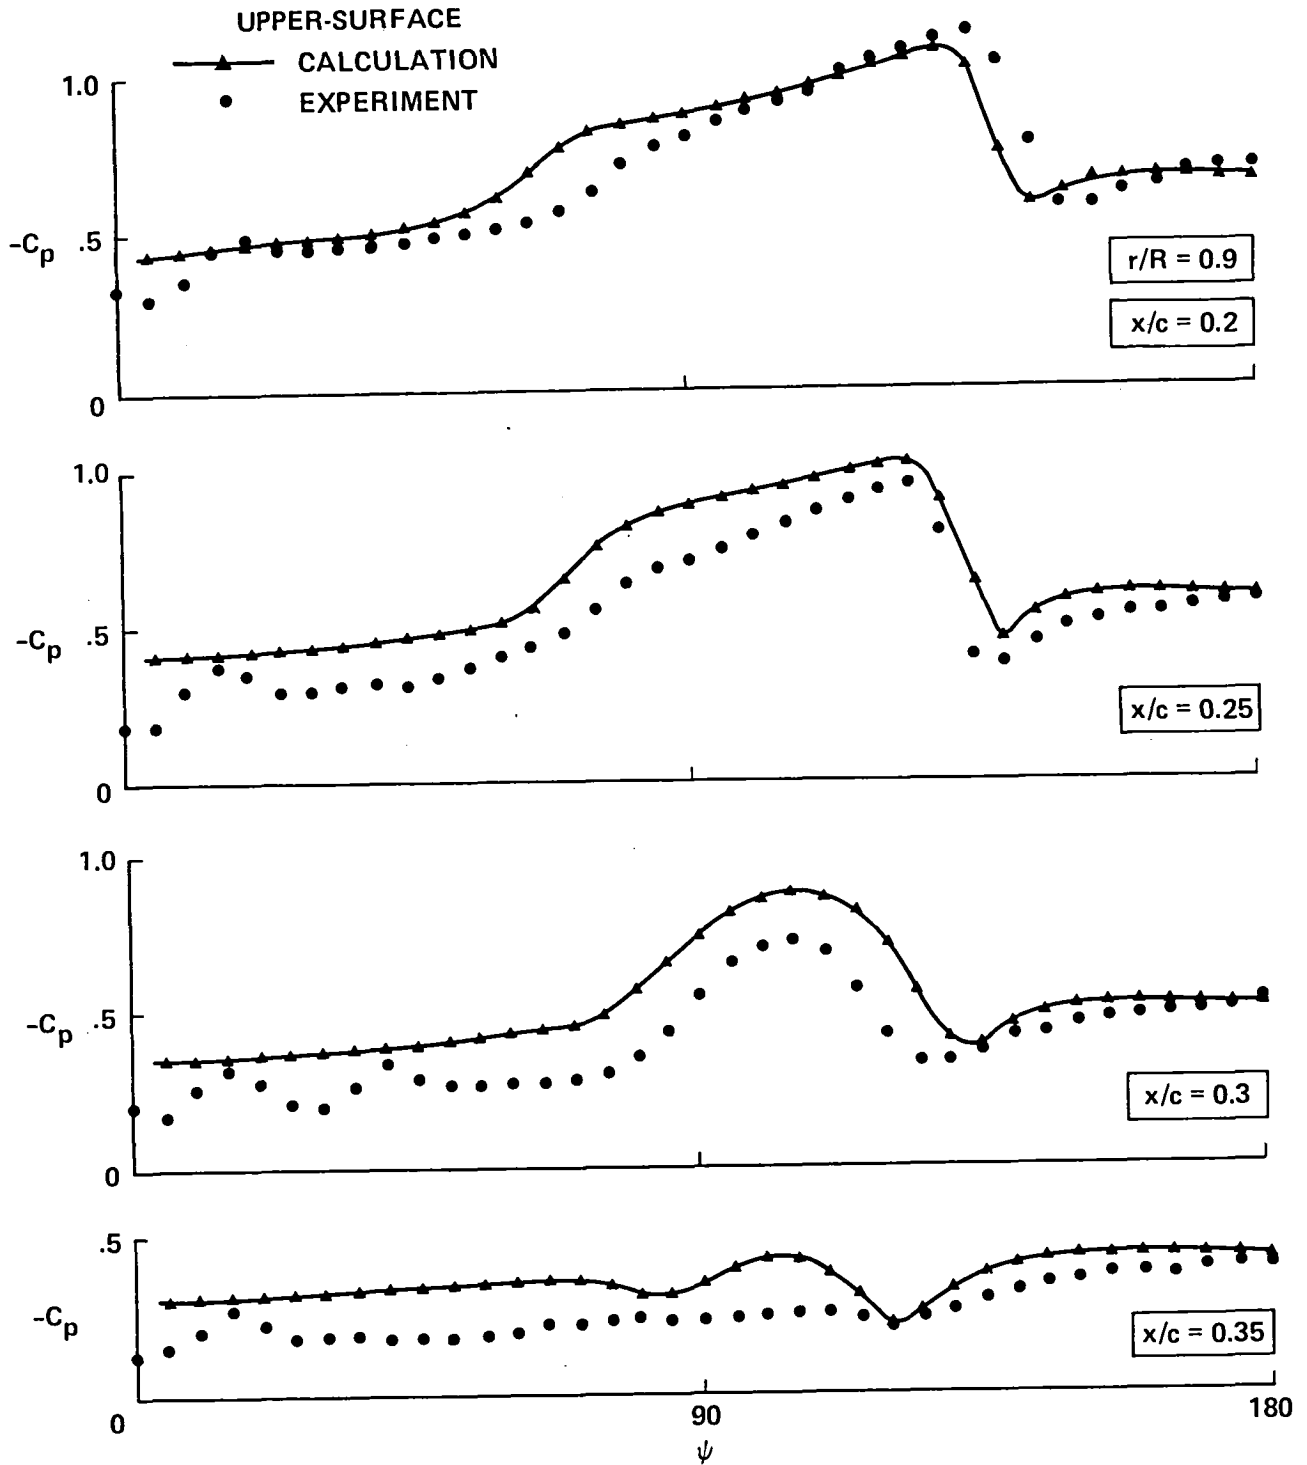 UPPER-SURFACE
CALCULATION
EXPERIMENT
1.0
.5
-Cp
0
r/R = 0.9
x/c = 0.2
1.0
.5
-Cp
0
x/c = 0.25
1.0
.5
-Cp
0
x/c = 0.3
.5
-Cp
x/c = 0.35
0
90
180
ψ